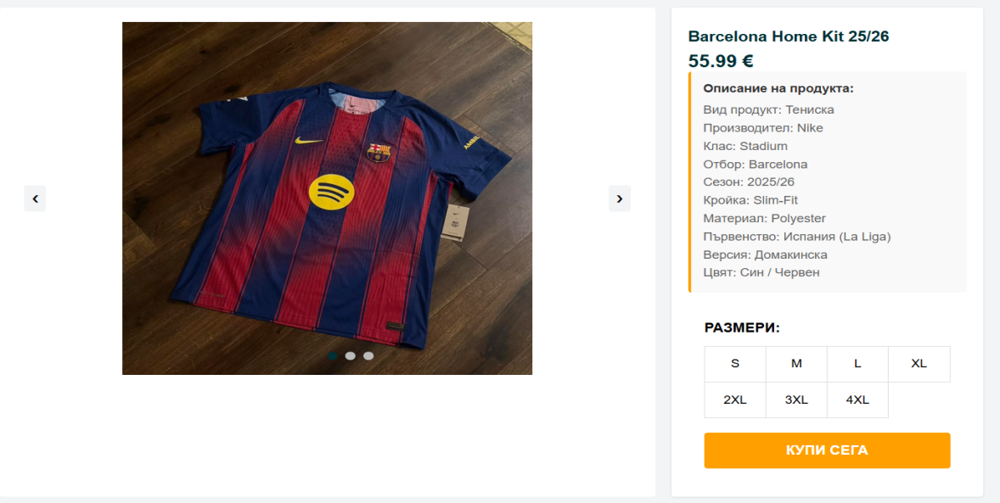 Barcelona Home Kit 25/26
55.99 €
Описание на продукта:
Вид продукт: Тениска
Производител: Nike
Клас: Stadium
Отбор: Barcelona
Сезон: 2025/26
Кройка: Slim-Fit
Материал: Polyester
Първенство: Испания (La Liga)
Версия: Домакинска
Цвят: Син / Червен
РАЗМЕРИ:
S M L XL
2XL 3XL 4XL
КУПИ СЕГА